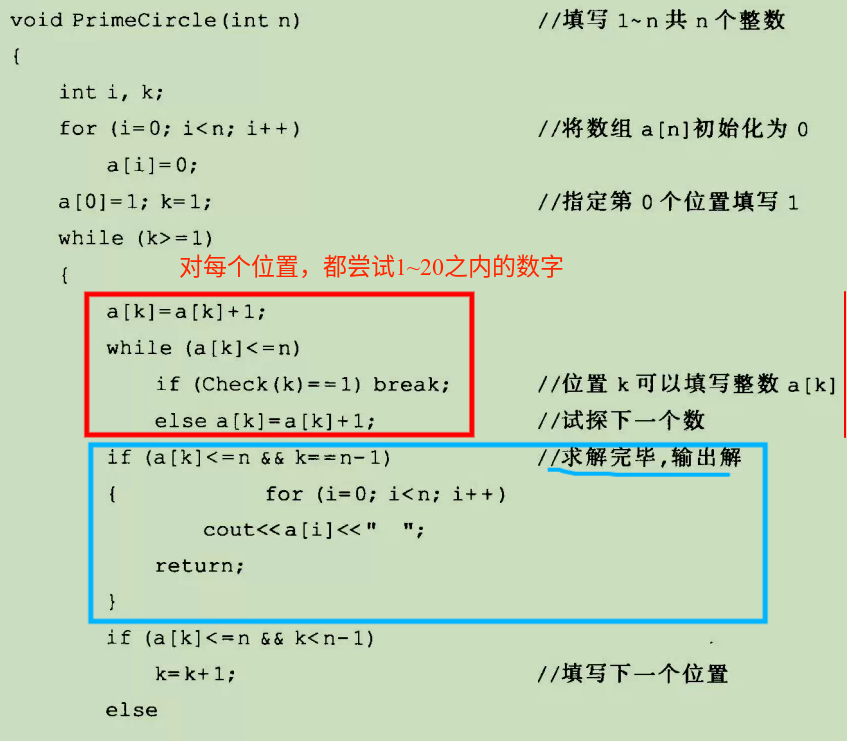 void PrimeCircle(int n) //填写 1~n 共 n 个整数
{
int i, k;
for (i=0; i<n; i++) //将数组 a[n]初始化为 0
a[i]=0;
a[0]=1; k=1; //指定第 0 个位置填写 1
while (k>=1)
{ 对每个位置，都尝试1~20之内的数字
a[k]=a[k]+1;
while (a[k]<=n)
if (Check(k)==1) break; //位置 k 可以填写整数 a[k]
else a[k]=a[k]+1; //试探下一个数
if (a[k]<=n && k==n-1) //求解完毕,输出解
{ for (i=0; i<n; i++)
cout<<a[i]<<" ";
return;
}
if (a[k]<=n && k<n-1)
k=k+1; //填写下一个位置
else